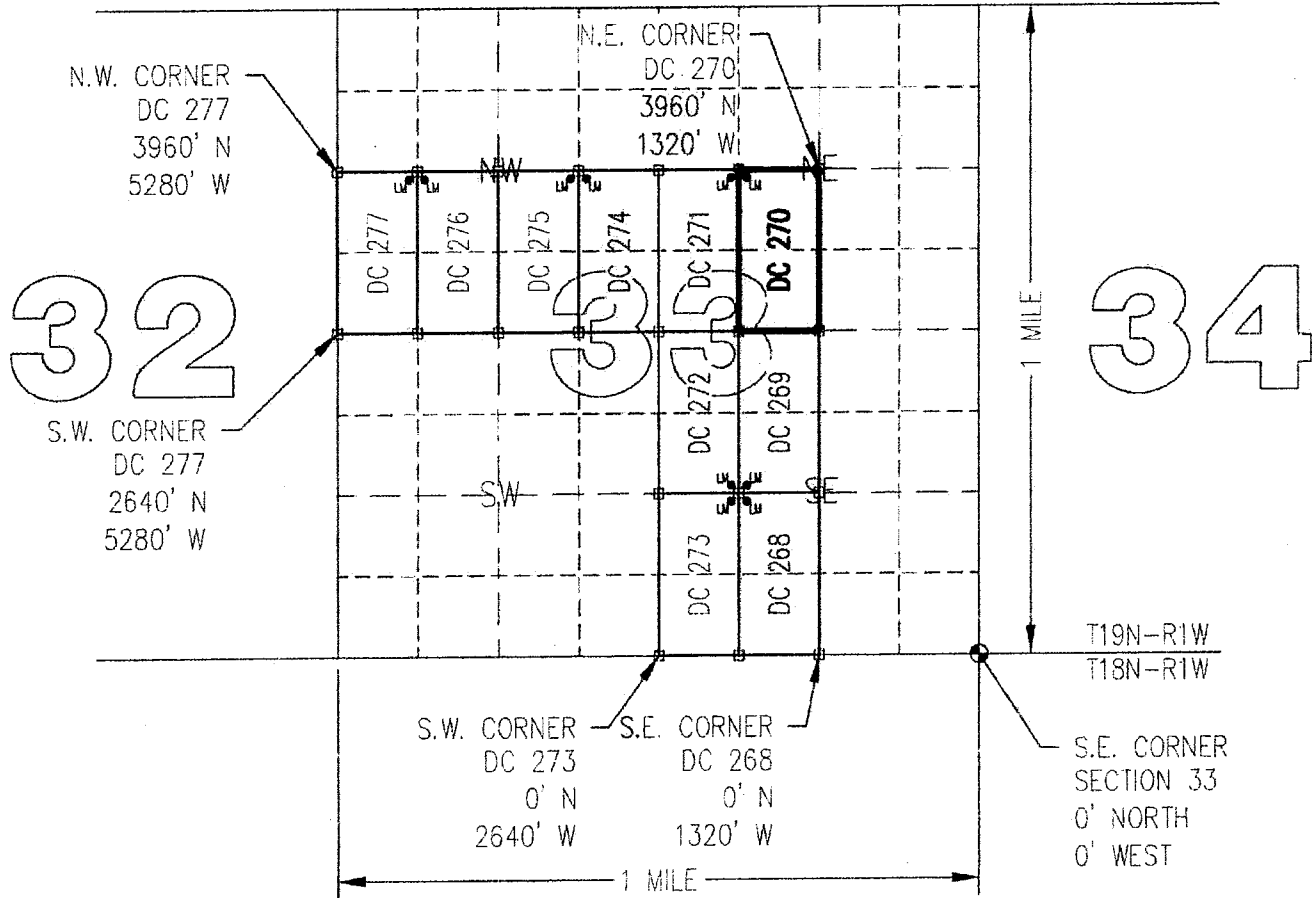 N.W. CORNER
DC 277
3960' N
5280' W
N.E. CORNER
DC 270
3960' N
1320' W
NW
NE
LM LM
LM LM
LM LM
DC 277
DC 276
DC 275
DC 274
DC 271
DC 270
32
33
34
1 MILE
S.W. CORNER
DC 277
2640' N
5280' W
DC 272
DC 269
SW
SE
LM LM
LM LM
DC 273
DC 268
T19N-R1W
T18N-R1W
S.W. CORNER
DC 273
0' N
2640' W
S.E. CORNER
DC 268
0' N
1320' W
S.E. CORNER
SECTION 33
0' NORTH
0' WEST
1 MILE